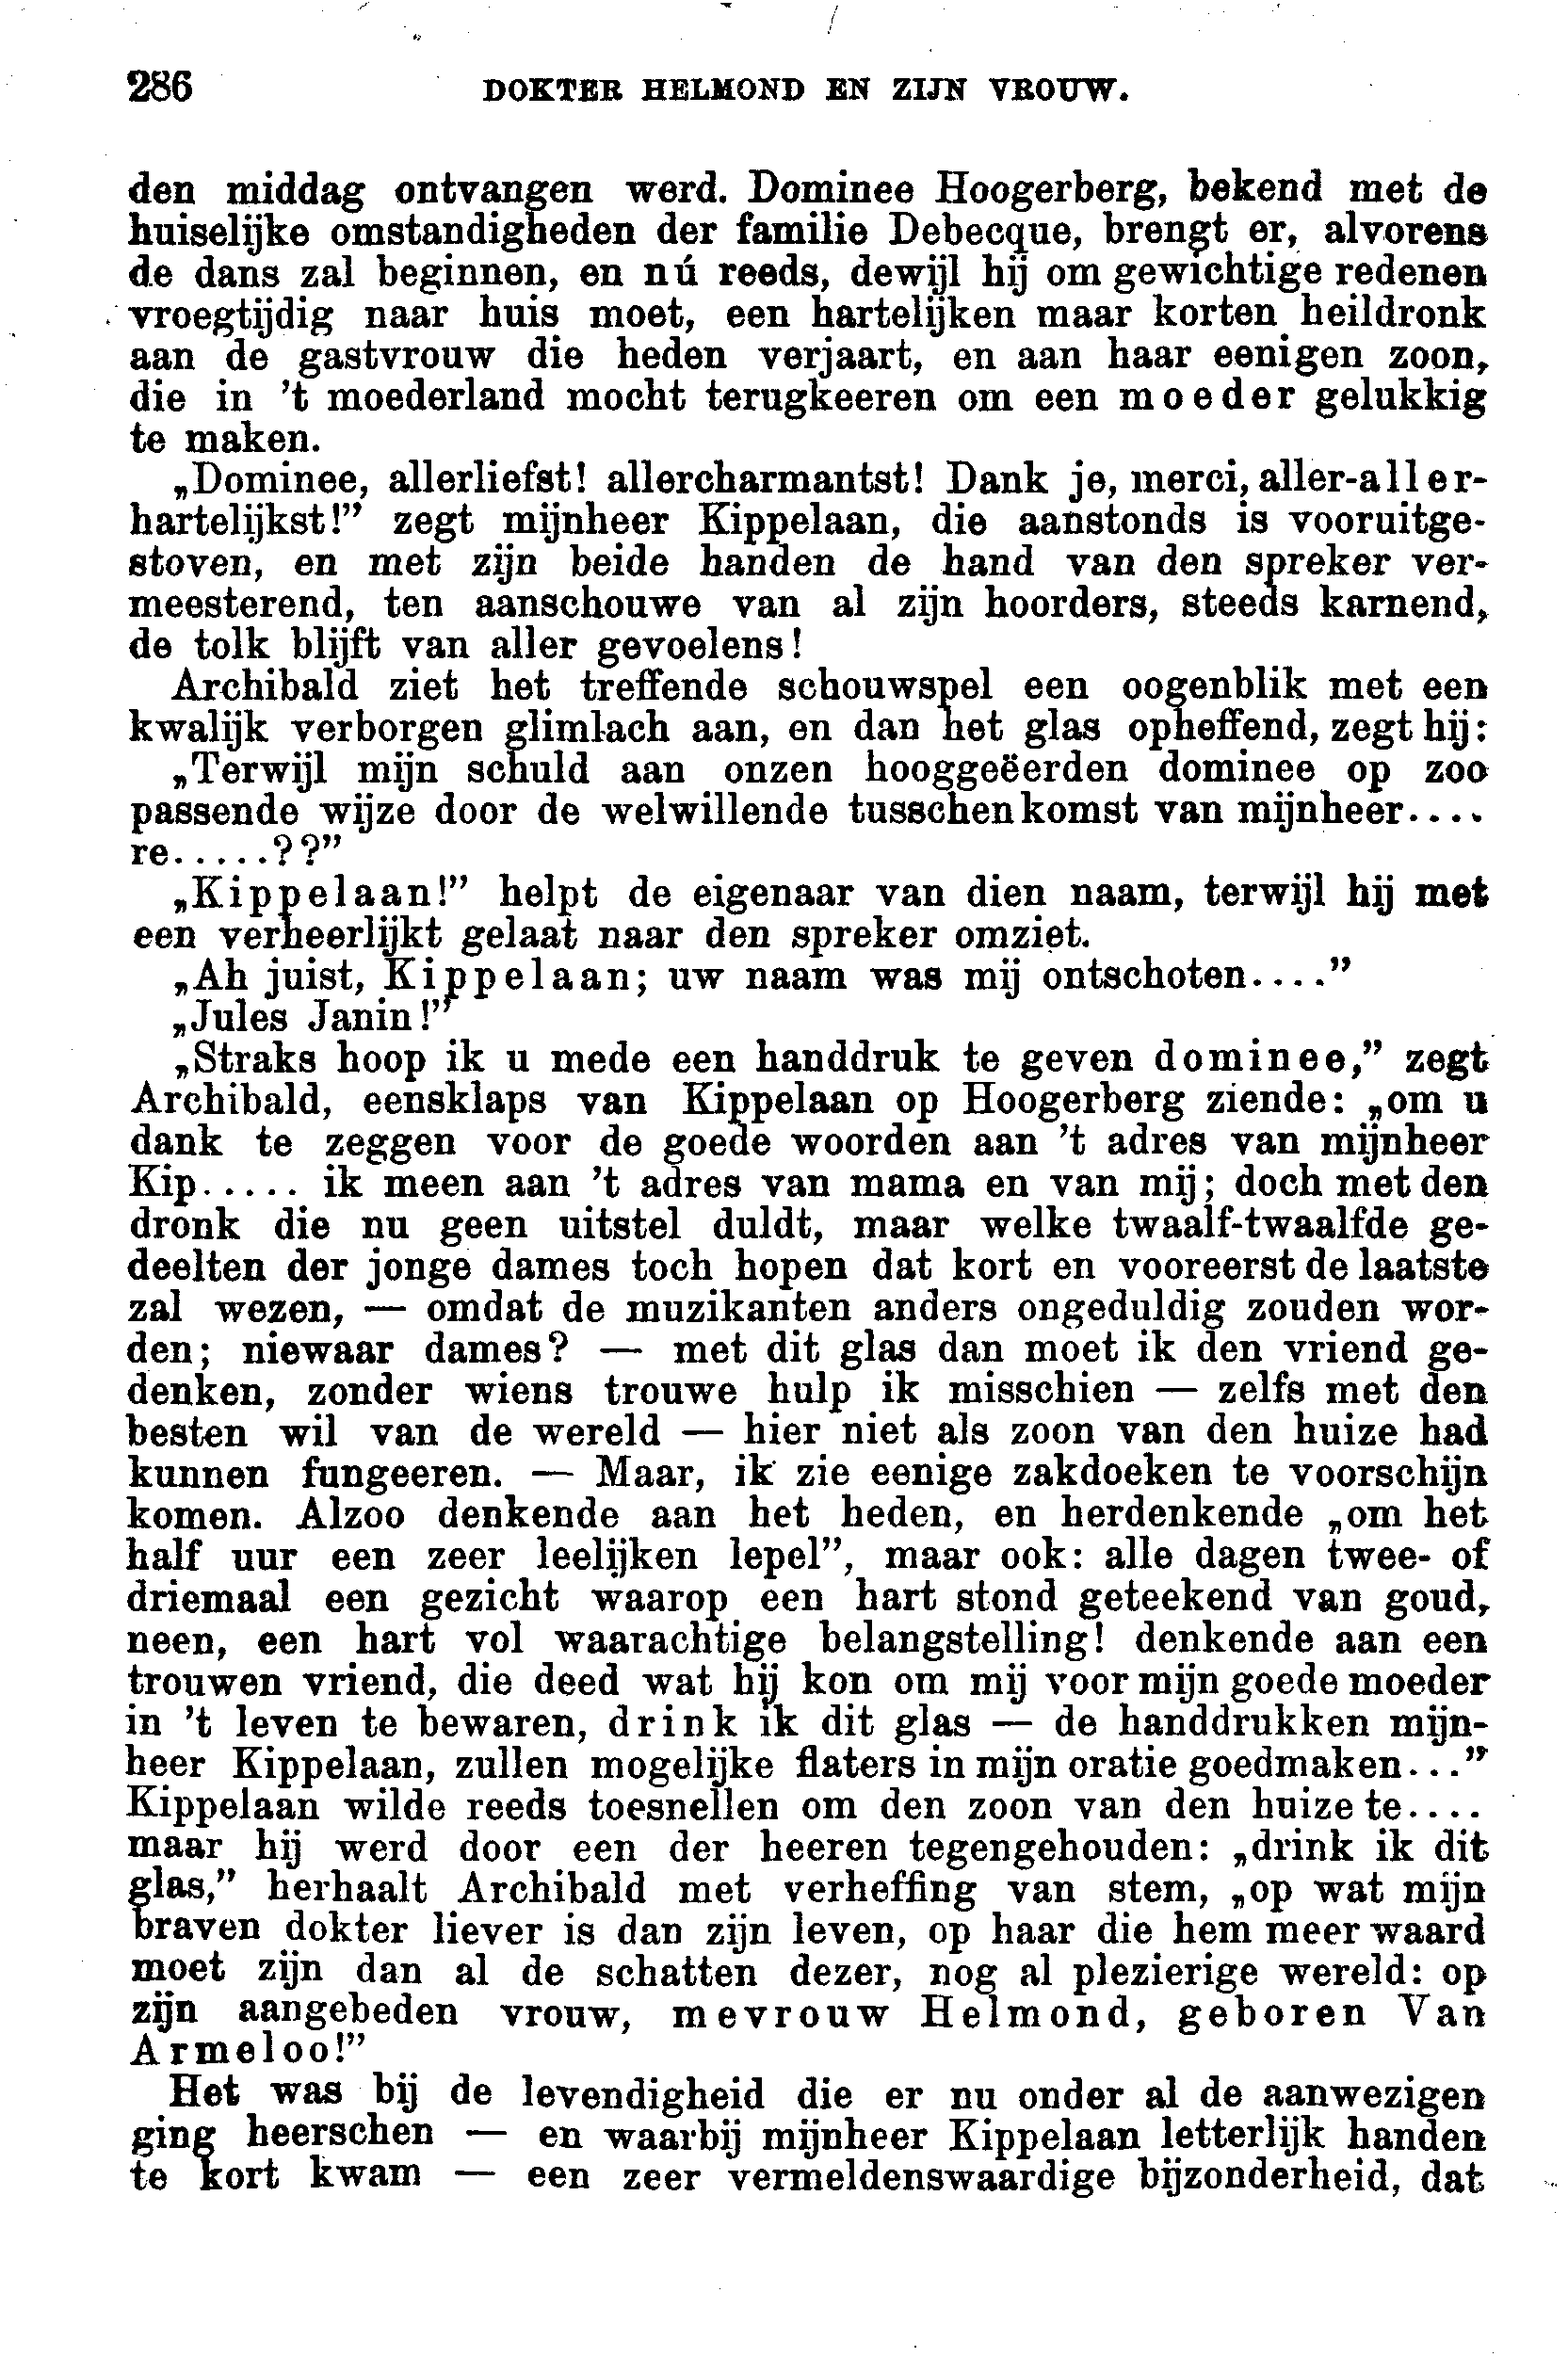 286 DOKTER HELMOND EN ZIJN VROUW.
den middag ontvangen werd. Dominee Hoogerberg, bekend met de
huiselijke omstandigheden der familie Debecque, brengt er, alvorens
de dans zal beginnen, en nú reeds, dewijl hij om gewichtige redenen
vroegtijdig naar huis moet, een hartelijken maar korten heildronk
aan de gastvrouw die heden verjaart, en aan haar eenigen zoon,
die in 't moederland mocht terugkeeren om een moeder gelukkig
te maken.
„Dominee, allerliefst! allercharmantst! Dank je, merci, aller-aller-
hartelijkst!” zegt mijnheer Kippelaan, die aanstonds is vooruitge-
stoven, en met zijn beide handen de hand van den spreker ver-
meesterend, ten aanschouwe van al zijn hoorders, steeds karnend,
de tolk blijft van aller gevoelens!
Archibald ziet het treffende schouwspel een oogenblik met een
kwalijk verborgen glimlach aan, en dan het glas opheffend, zegt hij:
„Terwijl mijn schuld aan onzen hooggeëerden dominee op zoo
passende wijze door de welwillende tusschenkomst van mijnheer....
re.....??”
„Kippelaan!” helpt de eigenaar van dien naam, terwijl hij met
een verheerlijkt gelaat naar den spreker omziet.
„Ah juist, Kippelaan; uw naam was mij ontschoten....”
„Jules Janin!”
„Straks hoop ik u mede een handdruk te geven dominee,” zegt
Archibald, eensklaps van Kippelaan op Hoogerberg ziende: „om u
dank te zeggen voor de goede woorden aan 't adres van mijnheer
Kip..... ik meen aan 't adres van mama en van mij; doch met den
dronk die nu geen uitstel duldt, maar welke twaalf-twaalfde ge-
deelten der jonge dames toch hopen dat kort en vooreerst de laatste
zal wezen, — omdat de muzikanten anders ongeduldig zouden wor-
den; niewaar dames? — met dit glas dan moet ik den vriend ge-
denken, zonder wiens trouwe hulp ik misschien — zelfs met den
besten wil van de wereld — hier niet als zoon van den huize had
kunnen fungeeren. — Maar, ik zie eenige zakdoeken te voorschijn
komen. Alzoo denkende aan het heden, en herdenkende „om het
half uur een zeer leelijken lepel”, maar ook: alle dagen twee- of
driemaal een gezicht waarop een hart stond geteekend van goud,
neen, een hart vol waarachtige belangstelling! denkende aan een
trouwen vriend, die deed wat hij kon om mij voor mijn goede moeder
in 't leven te bewaren, drink ik dit glas — de handdrukken mijn-
heer Kippelaan, zullen mogelijke flaters in mijn oratie goedmaken...”
Kippelaan wilde reeds toesnellen om den zoon van den huize te....
maar hij werd door een der heeren tegengehouden: „drink ik dit
glas,” herhaalt Archibald met verheffing van stem, „op wat mijn
braven dokter liever is dan zijn leven, op haar die hem meer waard
moet zijn dan al de schatten dezer, nog al plezierige wereld: op
zijn aangebeden vrouw, mevrouw Helmond, geboren Van
Armeloo!”
Het was bij de levendigheid die er nu onder al de aanwezigen
ging heerschen — en waarbij mijnheer Kippelaan letterlijk handen
te kort kwam — een zeer vermeldenswaardige bijzonderheid, dat